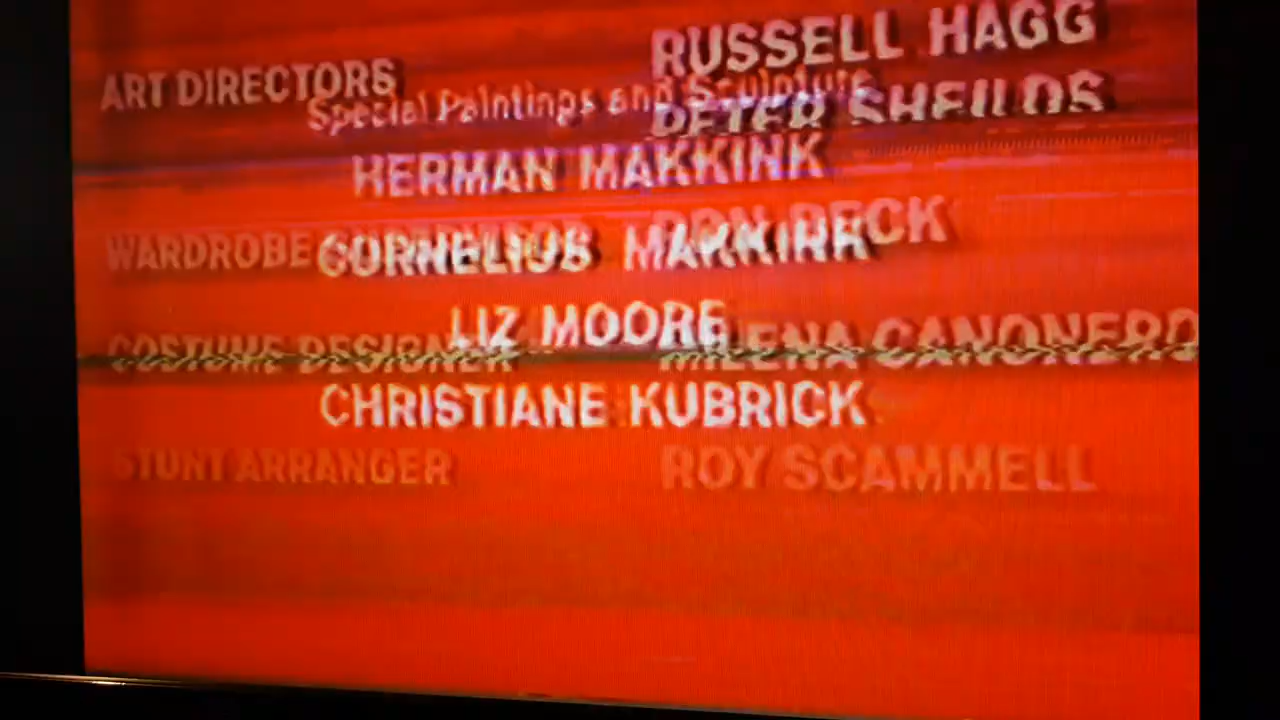 ART DIRECTORS RUSSELL HAGG
Special Paintings and Sculpture
PETER SHEILDS
HERMAN MAKKINK
WARDROBE RON BECK
CORNELIUS MAKKINK
LIZ MOORE
COSTUME DESIGNER MILENA CANONERO
CHRISTIANE KUBRICK
STUNT ARRANGER ROY SCAMMELL